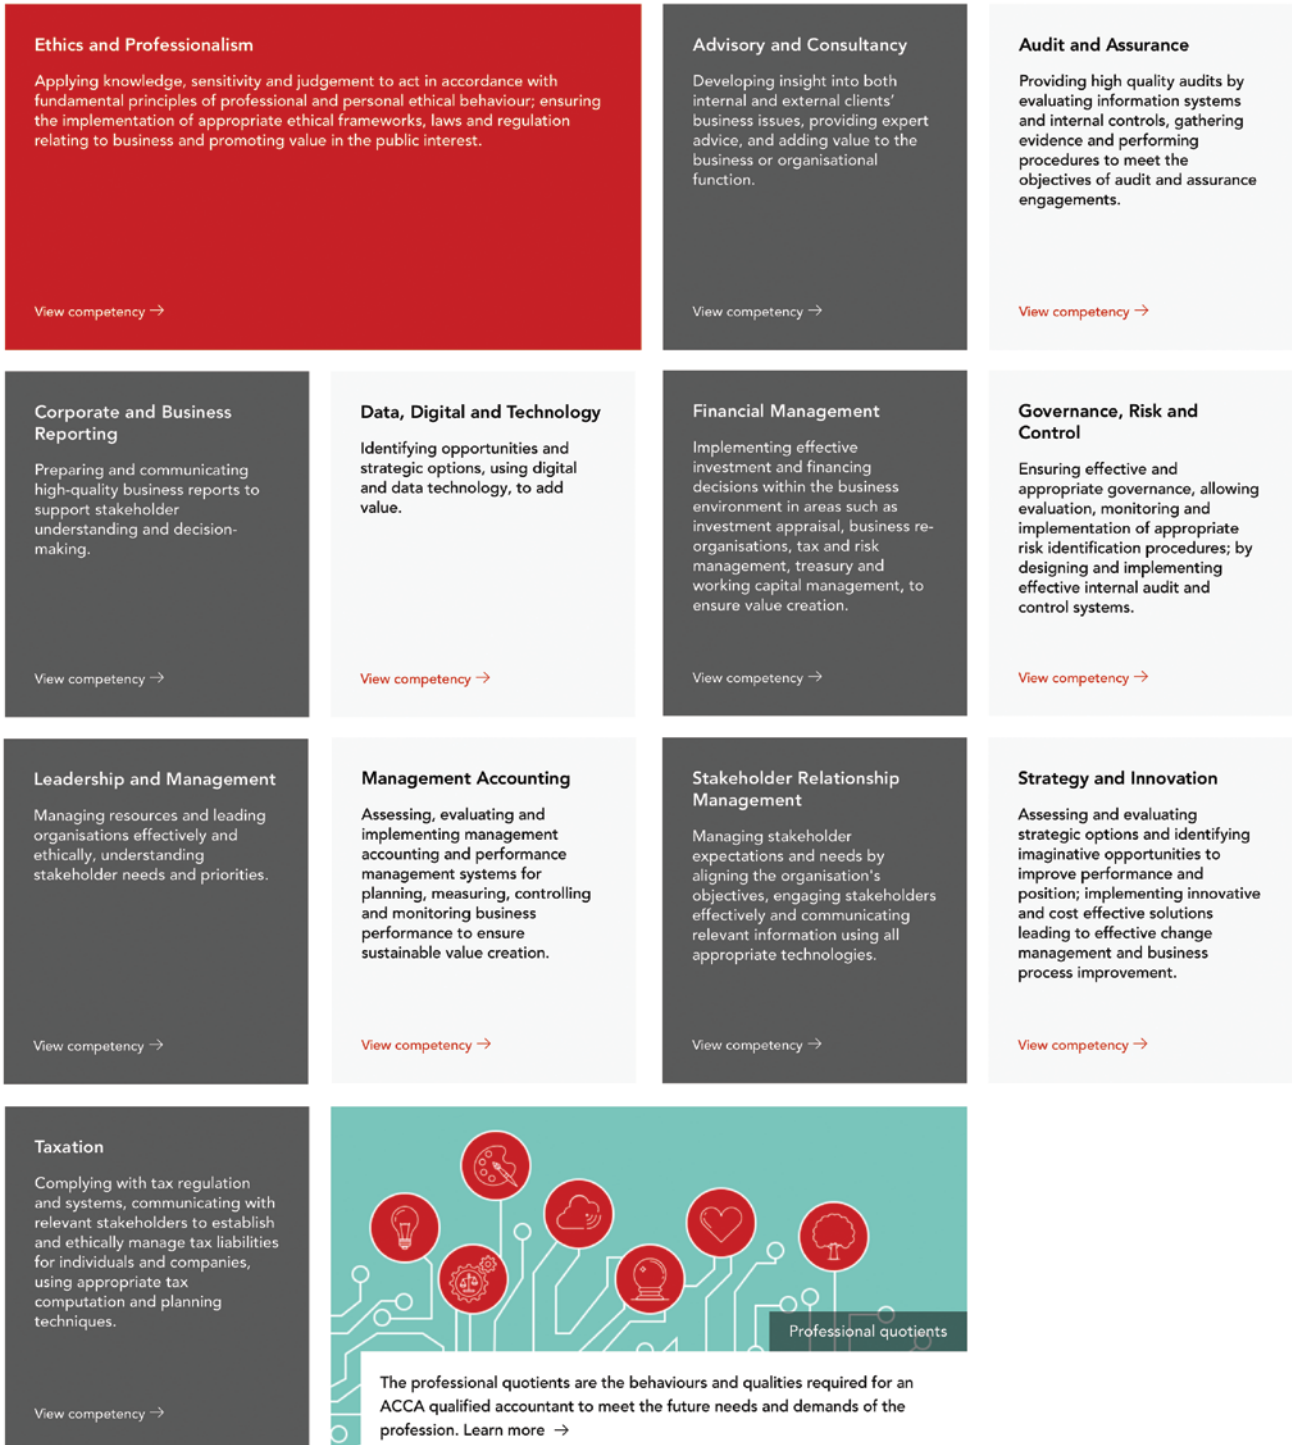 Ethics and Professionalism
Applying knowledge, sensitivity and judgement to act in accordance with
fundamental principles of professional and personal ethical behaviour; ensuring
the implementation of appropriate ethical frameworks, laws and regulation
relating to business and promoting value in the public interest.
View competency →
Advisory and Consultancy
Developing insight into both
internal and external clients'
business issues, providing expert
advice, and adding value to the
business or organisational
function.
View competency →
Audit and Assurance
Providing high quality audits by
evaluating information systems
and internal controls, gathering
evidence and performing
procedures to meet the
objectives of audit and assurance
engagements.
View competency →
Corporate and Business
Reporting
Preparing and communicating
high-quality business reports to
support stakeholder
understanding and decision-
making.
View competency →
Data, Digital and Technology
Identifying opportunities and
strategic options, using digital
and data technology, to add
value.
View competency →
Financial Management
Implementing effective
investment and financing
decisions within the business
environment in areas such as
investment appraisal, business re-
organisations, tax and risk
management, treasury and
working capital management, to
ensure value creation.
View competency →
Governance, Risk and
Control
Ensuring effective and
appropriate governance, allowing
evaluation, monitoring and
implementation of appropriate
risk identification procedures; by
designing and implementing
effective internal audit and
control systems.
View competency →
Leadership and Management
Managing resources and leading
organisations effectively and
ethically, understanding
stakeholder needs and priorities.
View competency →
Management Accounting
Assessing, evaluating and
implementing management
accounting and performance
management systems for
planning, measuring, controlling
and monitoring business
performance to ensure
sustainable value creation.
View competency →
Stakeholder Relationship
Management
Managing stakeholder
expectations and needs by
aligning the organisation's
objectives, engaging stakeholders
effectively and communicating
relevant information using all
appropriate technologies.
View competency →
Strategy and Innovation
Assessing and evaluating
strategic options and identifying
imaginative opportunities to
improve performance and
position; implementing innovative
and cost effective solutions
leading to effective change
management and business
process improvement.
View competency →
Taxation
Complying with tax regulation
and systems, communicating with
relevant stakeholders to establish
and ethically manage tax liabilities
for individuals and companies,
using appropriate tax
computation and planning
techniques.
View competency →
Professional quotients
The professional quotients are the behaviours and qualities required for an
ACCA qualified accountant to meet the future needs and demands of the
profession. Learn more →